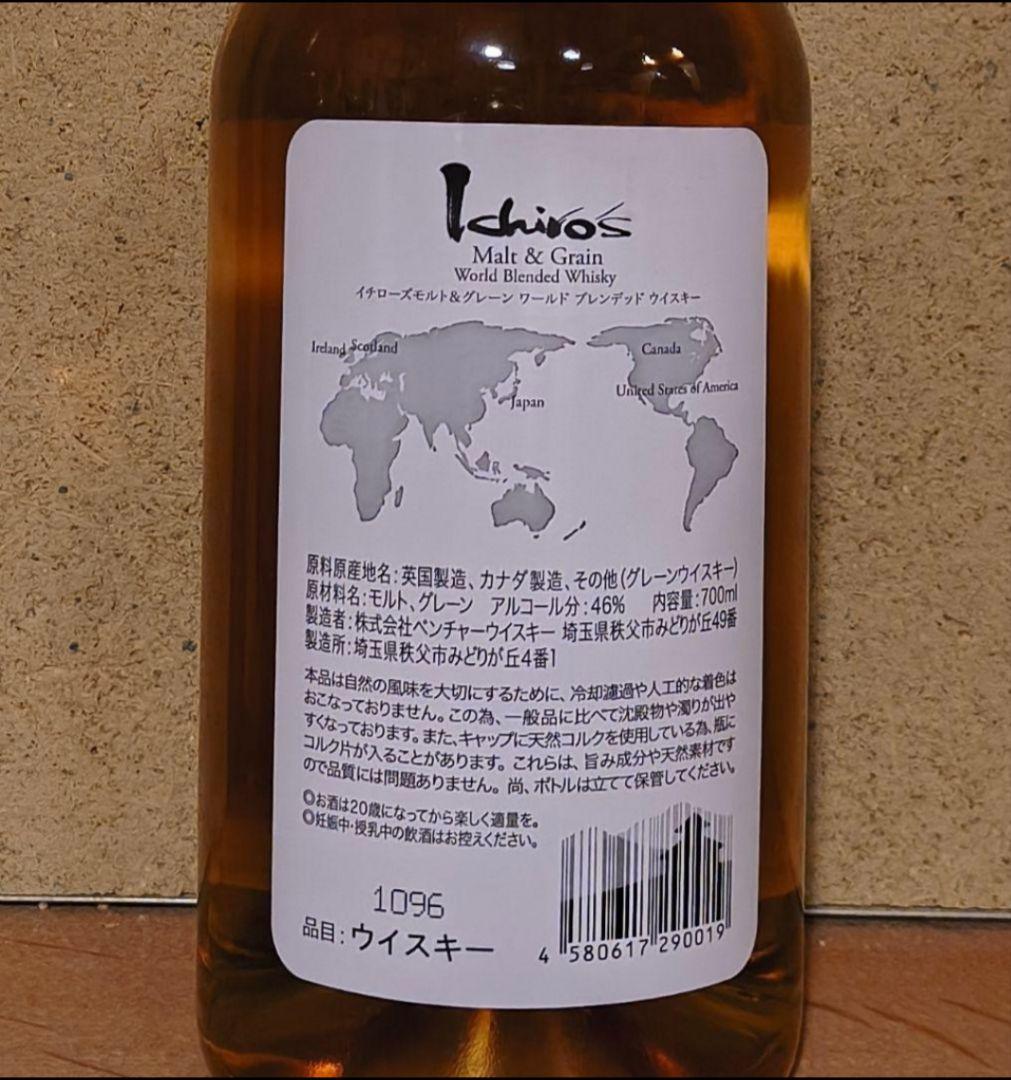 Ichiro's
Malt & Grain
World Blended Whisky
イチローズモルト&グレーン ワールド ブレンデッド ウイスキー
Ireland Scotland
Canada
United States of America
Japan
原料原産地名：英国製造、カナダ製造、その他（グレーンウイスキー）
原材料名：モルト、グレーン アルコール分：46% 内容量：700ml
製造者：株式会社ベンチャーウイスキー 埼玉県秩父市みどりが丘49番
製造所：埼玉県秩父市みどりが丘4番1
本品は自然の風味を大切にするために、冷却濾過や人工的な着色は
おこなっておりません。この為、一般品に比べて沈殿物や濁りが出や
すくなっております。また、キャップに天然コルクを使用している為、瓶に
コルク片が入ることがあります。これらは、旨み成分や天然素材です
ので品質には問題ありません。尚、ボトルは立てて保管してください。
◎お酒は20歳になってから楽しく適量を。
◎妊娠中・授乳中の飲酒はお控えください。
1096
品目：ウイスキー
4 580617 290019